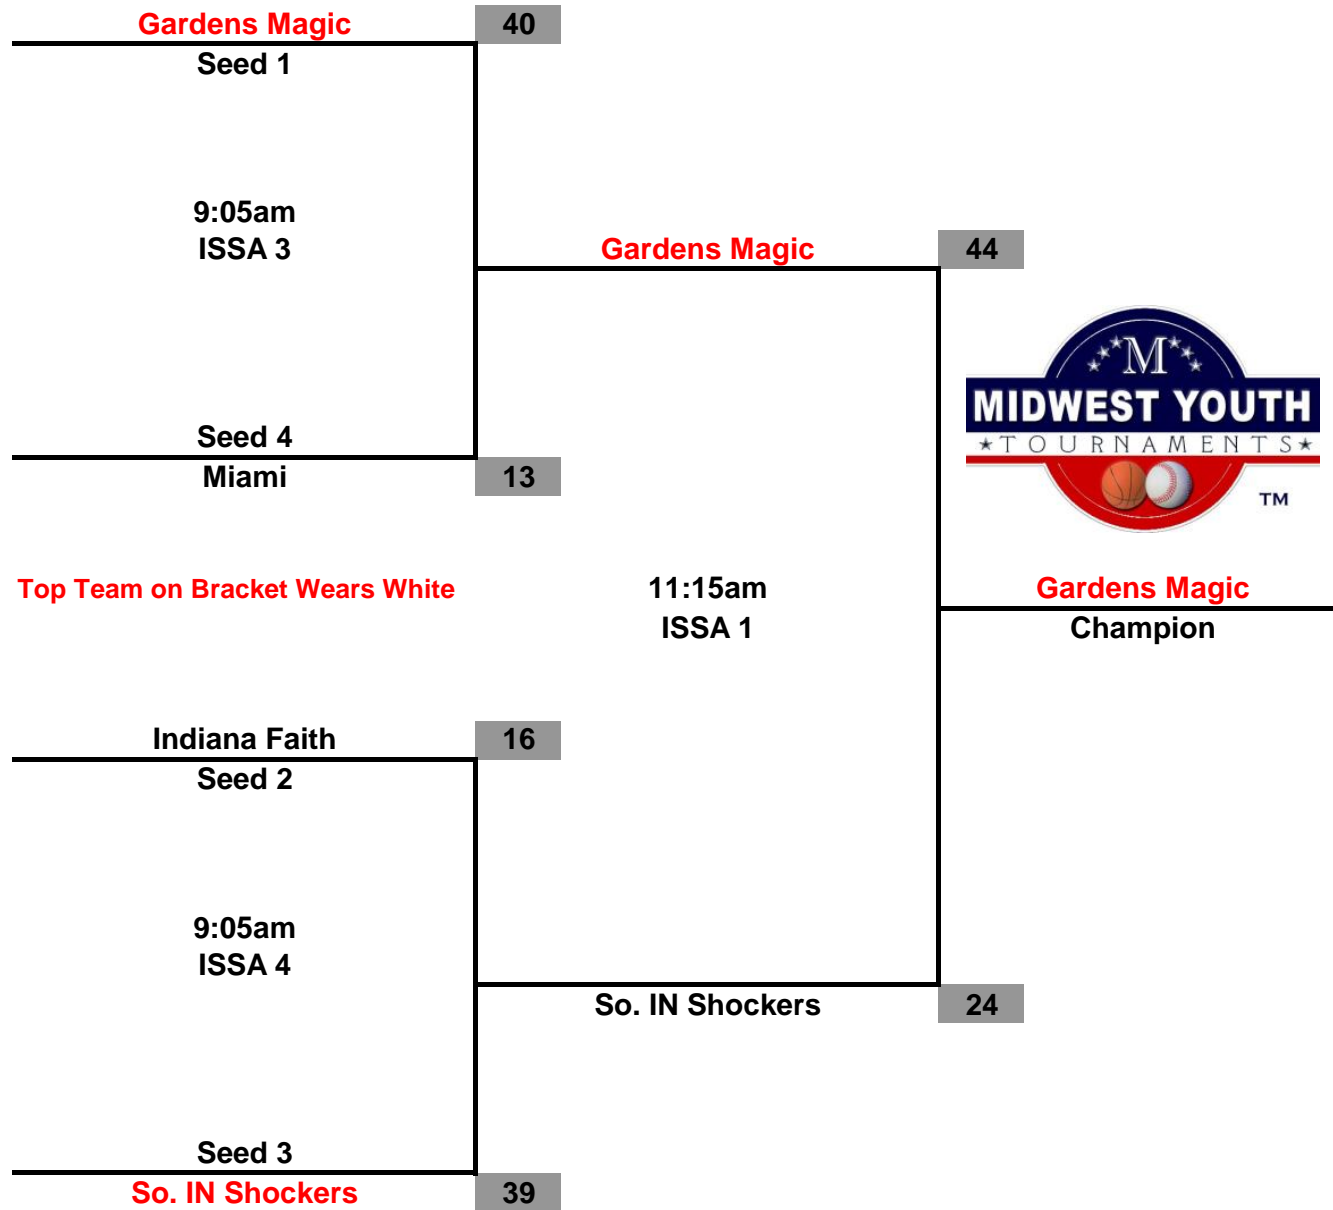 Gardens Magic 40
Seed 1
9:05am
ISSA 3
Gardens Magic 44
M
MIDWEST YOUTH
TOURNAMENTS
TM
Seed 4
Miami 13
Top Team on Bracket Wears White
11:15am
ISSA 1
Gardens Magic
Champion
Indiana Faith 16
Seed 2
9:05am
ISSA 4
So. IN Shockers 24
Seed 3
So. IN Shockers 39